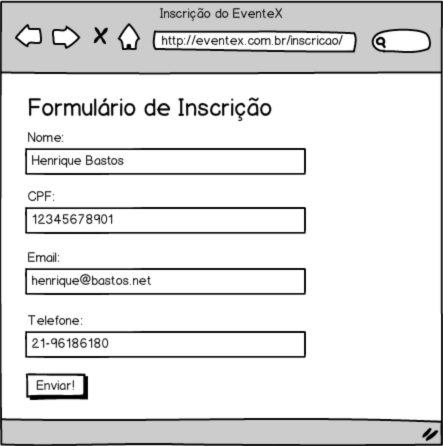 Inscrição do EventeX
http://eventex.com.br/inscricao/
Formulário de Inscrição
Nome:
Henrique Bastos
CPF:
12345678901
Email:
henrique@bastos.net
Telefone:
21-96186180
Enviar!